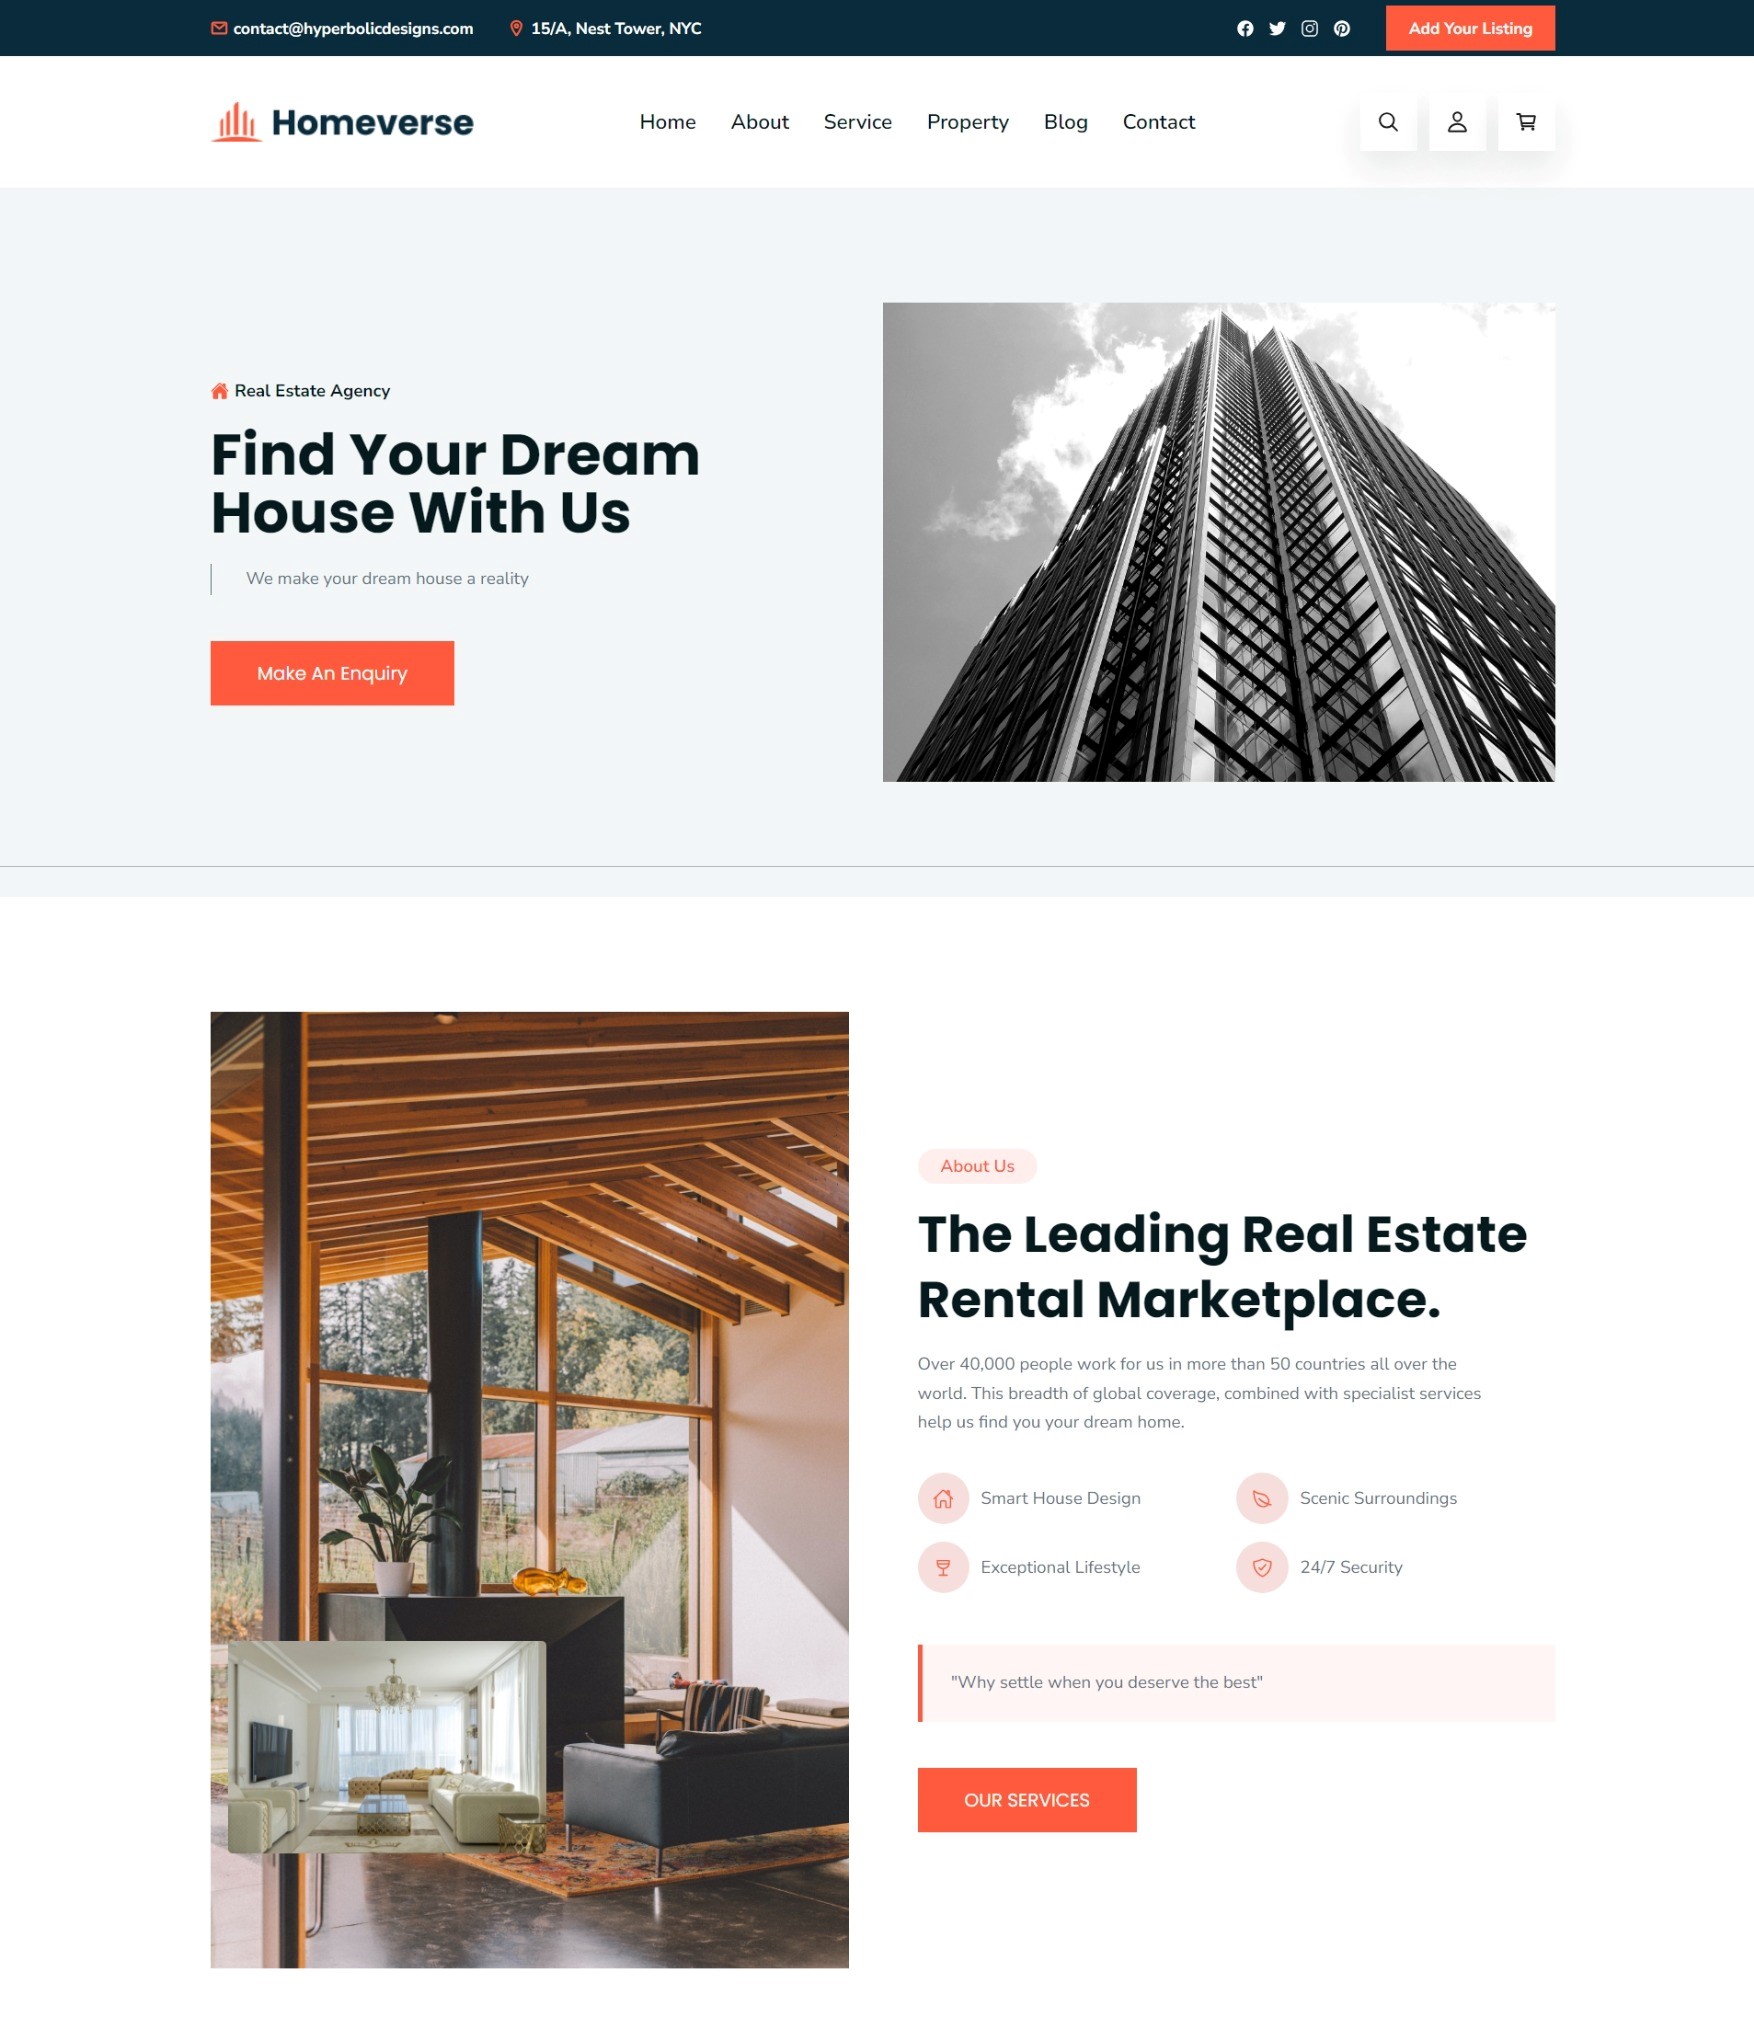 contact@hyperbolicdesigns.com
15/A, Nest Tower, NYC
Add Your Listing
Homeverse
Home
About
Service
Property
Blog
Contact
Real Estate Agency
Find Your Dream
House With Us
We make your dream house a reality
Make An Enquiry
About Us
The Leading Real Estate
Rental Marketplace.
Over 40,000 people work for us in more than 50 countries all over the
world. This breadth of global coverage, combined with specialist services
help us find you your dream home.
Smart House Design
Scenic Surroundings
Exceptional Lifestyle
24/7 Security
"Why settle when you deserve the best"
OUR SERVICES